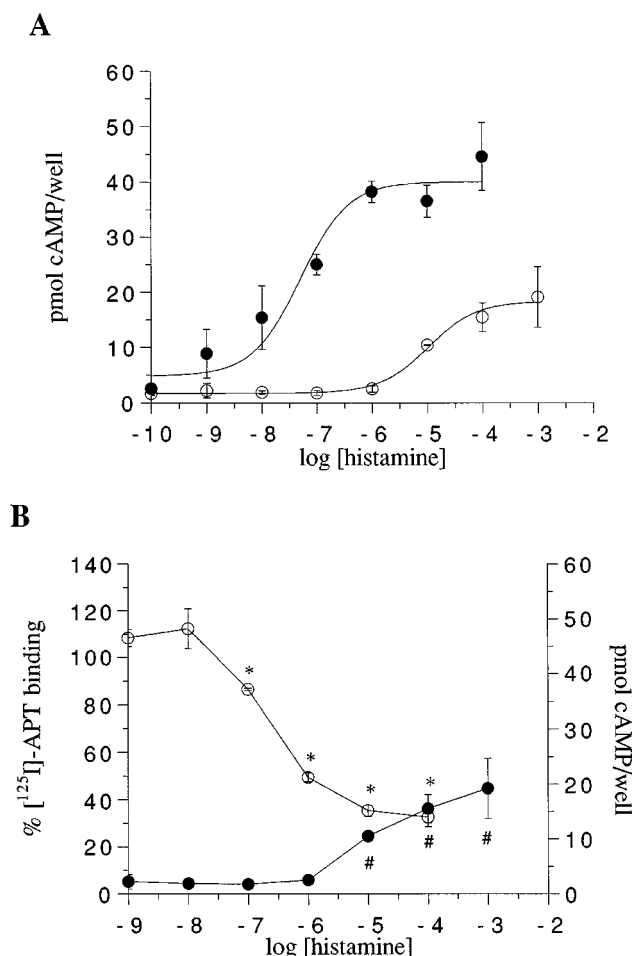 A
60
50
40
30
20
10
0
pmol cAMP/well
- 10 - 9 - 8 - 7 - 6 - 5 - 4 - 3 - 2
log [histamine]
B
140
120
100
80
60
40
20
0
% [125I]-APT binding
* * * *
# # #
60
50
40
30
20
10
0
pmol cAMP/well
- 9 - 8 - 7 - 6 - 5 - 4 - 3 - 2
log [histamine]